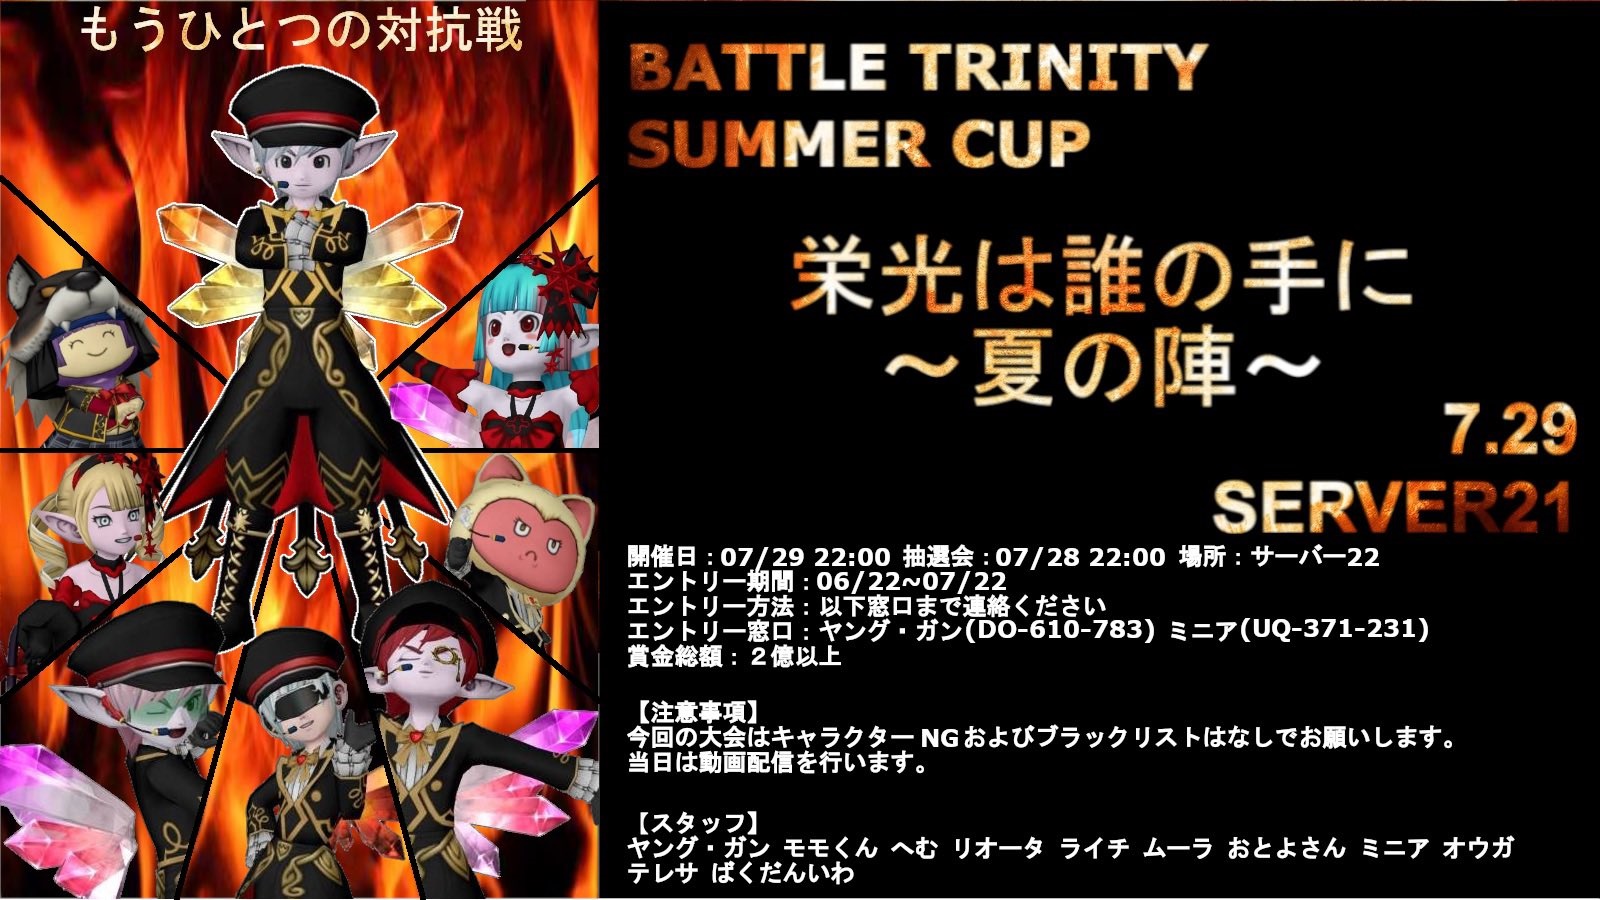 もうひとつの対抗戦
BATTLE TRINITY
SUMMER CUP
栄光は誰の手に
～夏の陣～
7.29
SERVER21
開催日：07/29 22:00 抽選会：07/28 22:00 場所：サーバー22
エントリー期間：06/22~07/22
エントリー方法：以下窓口まで連絡ください
エントリー窓口：ヤング・ガン(DO-610-783) ミニア(UQ-371-231)
賞金総額：２億以上
【注意事項】
今回の大会はキャラクターNGおよびブラックリストはなしでお願いします。
当日は動画配信を行います。
【スタッフ】
ヤング・ガン モモくん へむ リオータ ライチ ムーラ おとよさん ミニア オウガ
テレサ ばくだんいわ